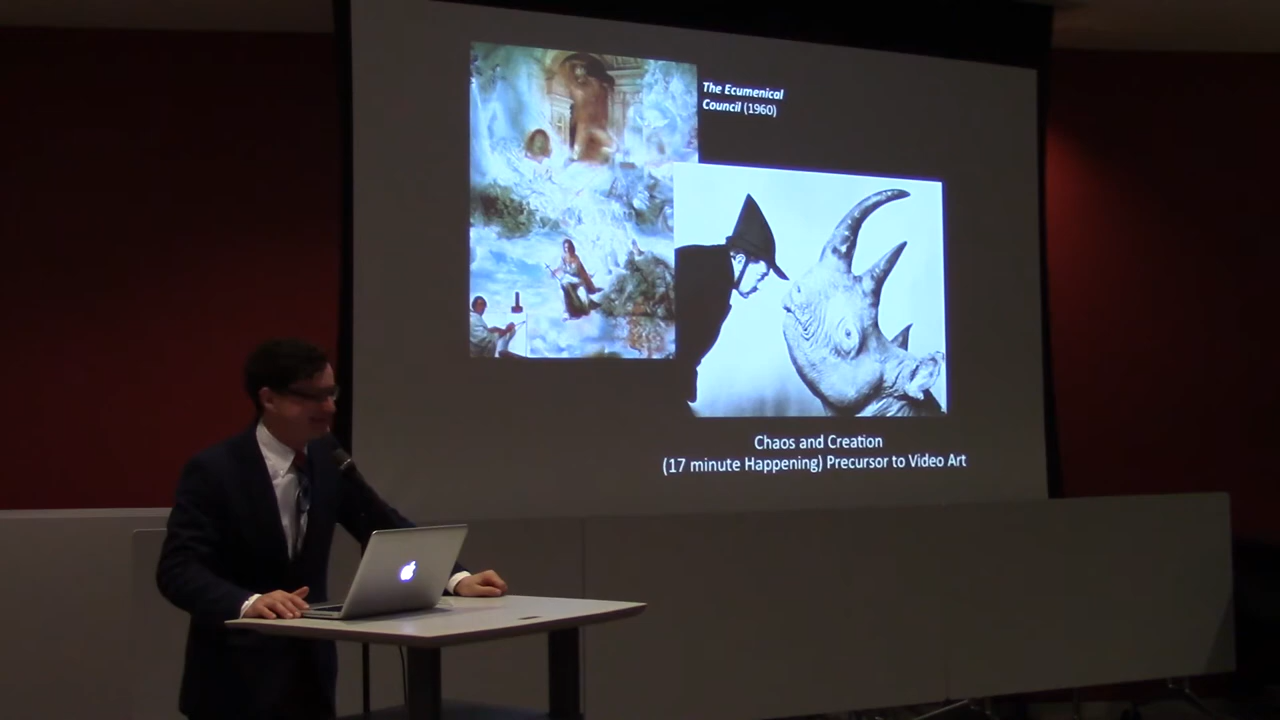 The Ecumenical
Council (1960)
Chaos and Creation
(17 minute Happening) Precursor to Video Art